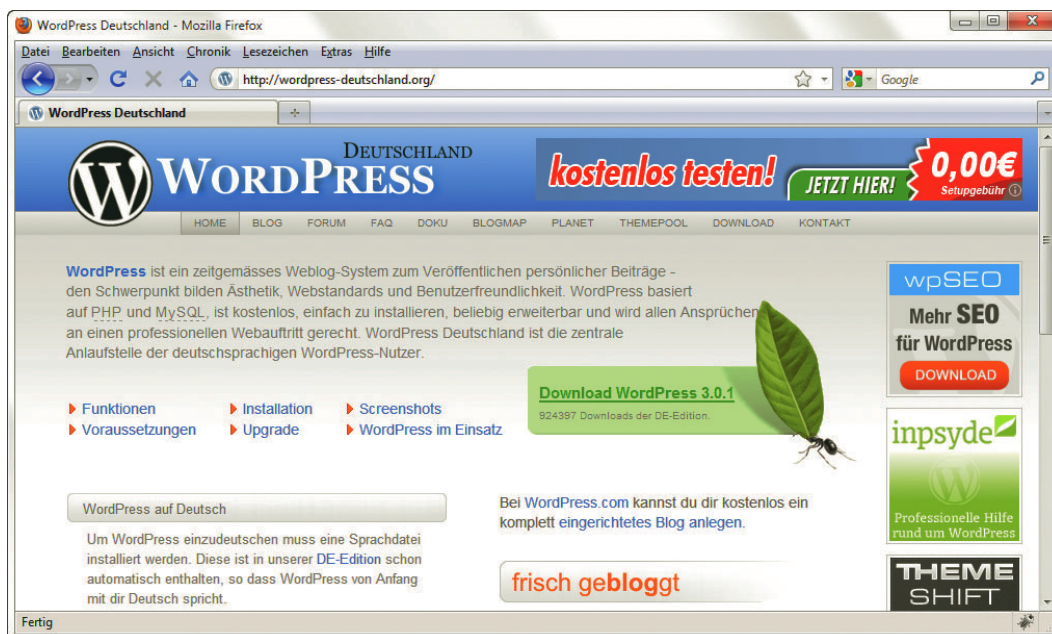 WordPress Deutschland - Mozilla Firefox
Datei Bearbeiten Ansicht Chronik Lesezeichen Extras Hilfe
http://wordpress-deutschland.org/
Google
WordPress Deutschland
DEUTSCHLAND
WORDPRESS
kostenlos testen!
JETZT HIER!
0,00€
Setupgebühr
HOME BLOG FORUM FAQ DOKU BLOGMAP PLANET THEMEPOOL DOWNLOAD KONTAKT
WordPress ist ein zeitgemässes Weblog-System zum Veröffentlichen persönlicher Beiträge -
den Schwerpunkt bilden Ästhetik, Webstandards und Benutzerfreundlichkeit. WordPress basiert
auf PHP und MySQL, ist kostenlos, einfach zu installieren, beliebig erweiterbar und wird allen Ansprüchen
an einen professionellen Webauftritt gerecht. WordPress Deutschland ist die zentrale
Anlaufstelle der deutschsprachigen WordPress-Nutzer.
Download WordPress 3.0.1
924397 Downloads der DE-Edition.
Funktionen Installation Screenshots
Voraussetzungen Upgrade WordPress im Einsatz
wpSEO
Mehr SEO
für WordPress
DOWNLOAD
inpsyde
Professionelle Hilfe
rund um WordPress
THEME
SHIFT
WordPress auf Deutsch
Um WordPress einzudeutschen muss eine Sprachdatei
installiert werden. Diese ist in unserer DE-Edition schon
automatisch enthalten, so dass WordPress von Anfang
mit dir Deutsch spricht.
Bei WordPress.com kannst du dir kostenlos ein
komplett eingerichtetes Blog anlegen.
frisch gebloggt
Fertig